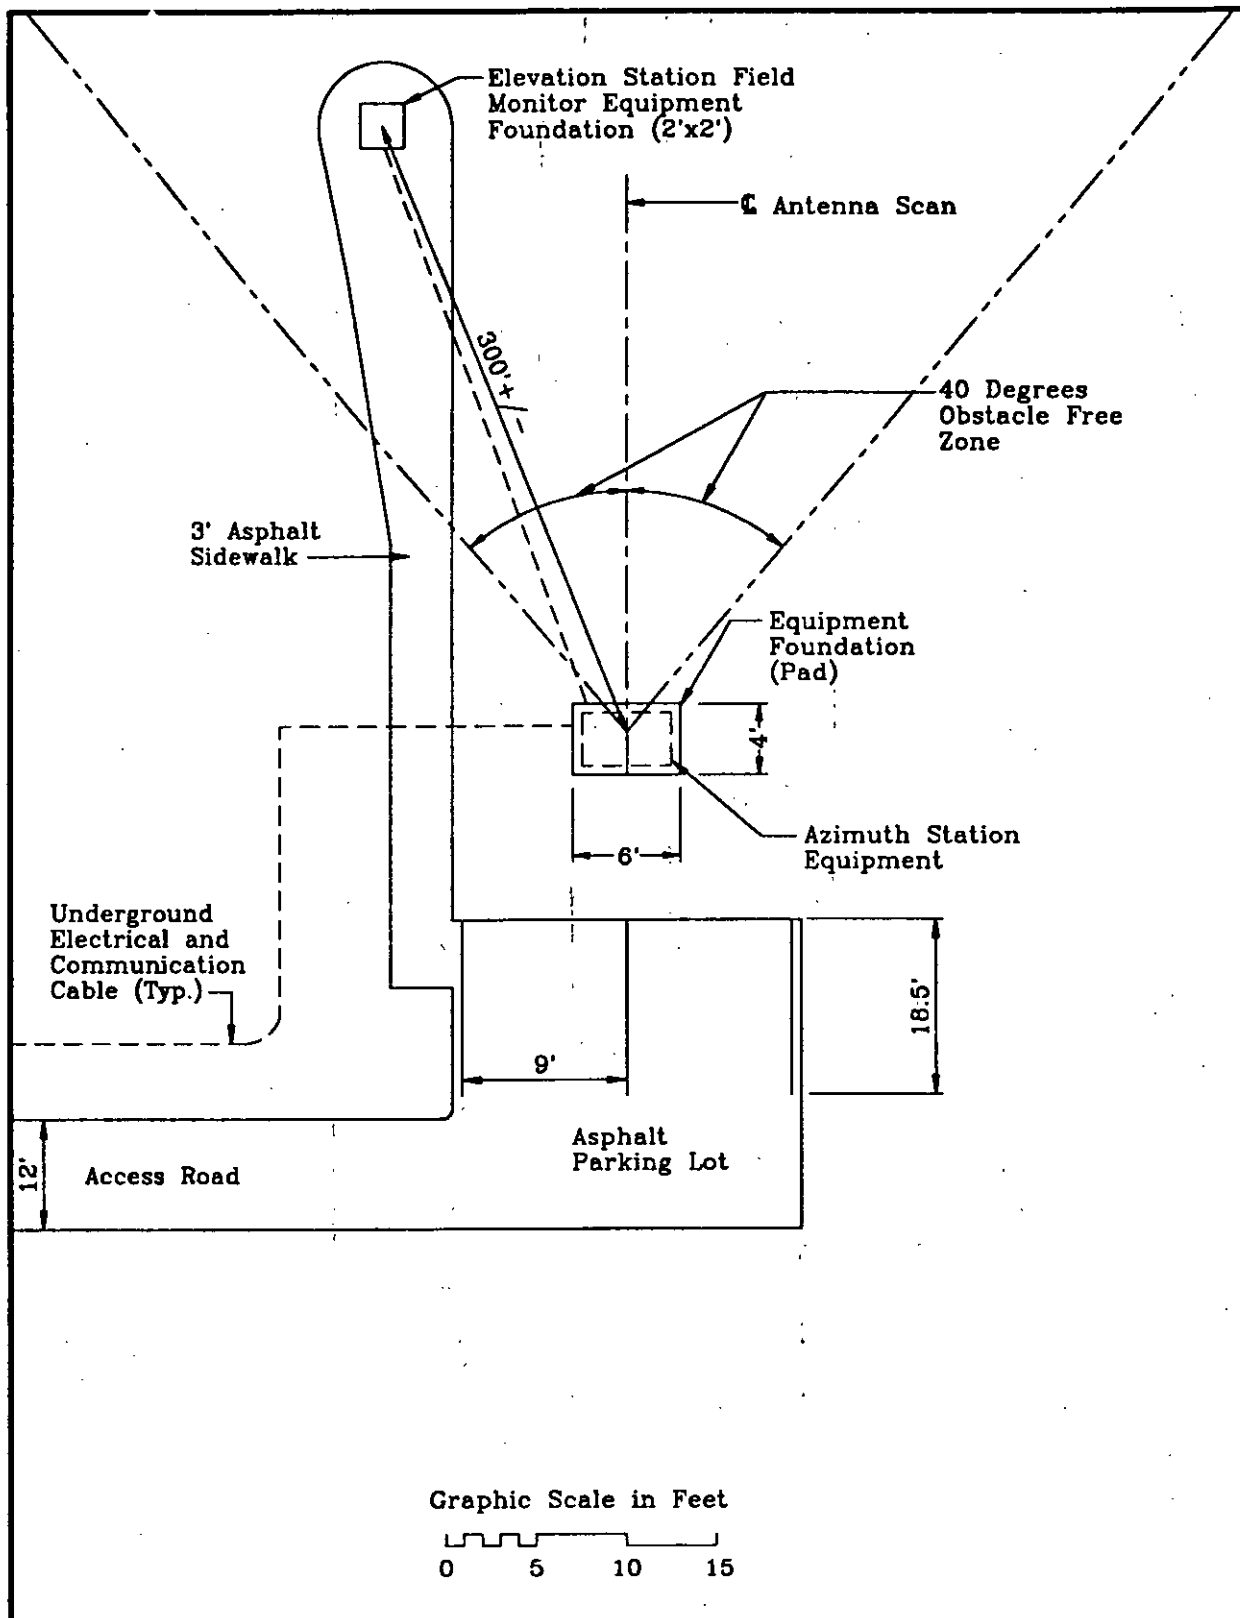 Elevation Station Field
Monitor Equipment
Foundation (2'x2')
℄ Antenna Scan
300'+/-
40 Degrees
Obstacle Free
Zone
3' Asphalt
Sidewalk
Equipment
Foundation
(Pad)
4'
6'
Azimuth Station
Equipment
Underground
Electrical and
Communication
Cable (Typ.)
18.5'
9'
Asphalt
Parking Lot
12'
Access Road
Graphic Scale in Feet
0 5 10 15